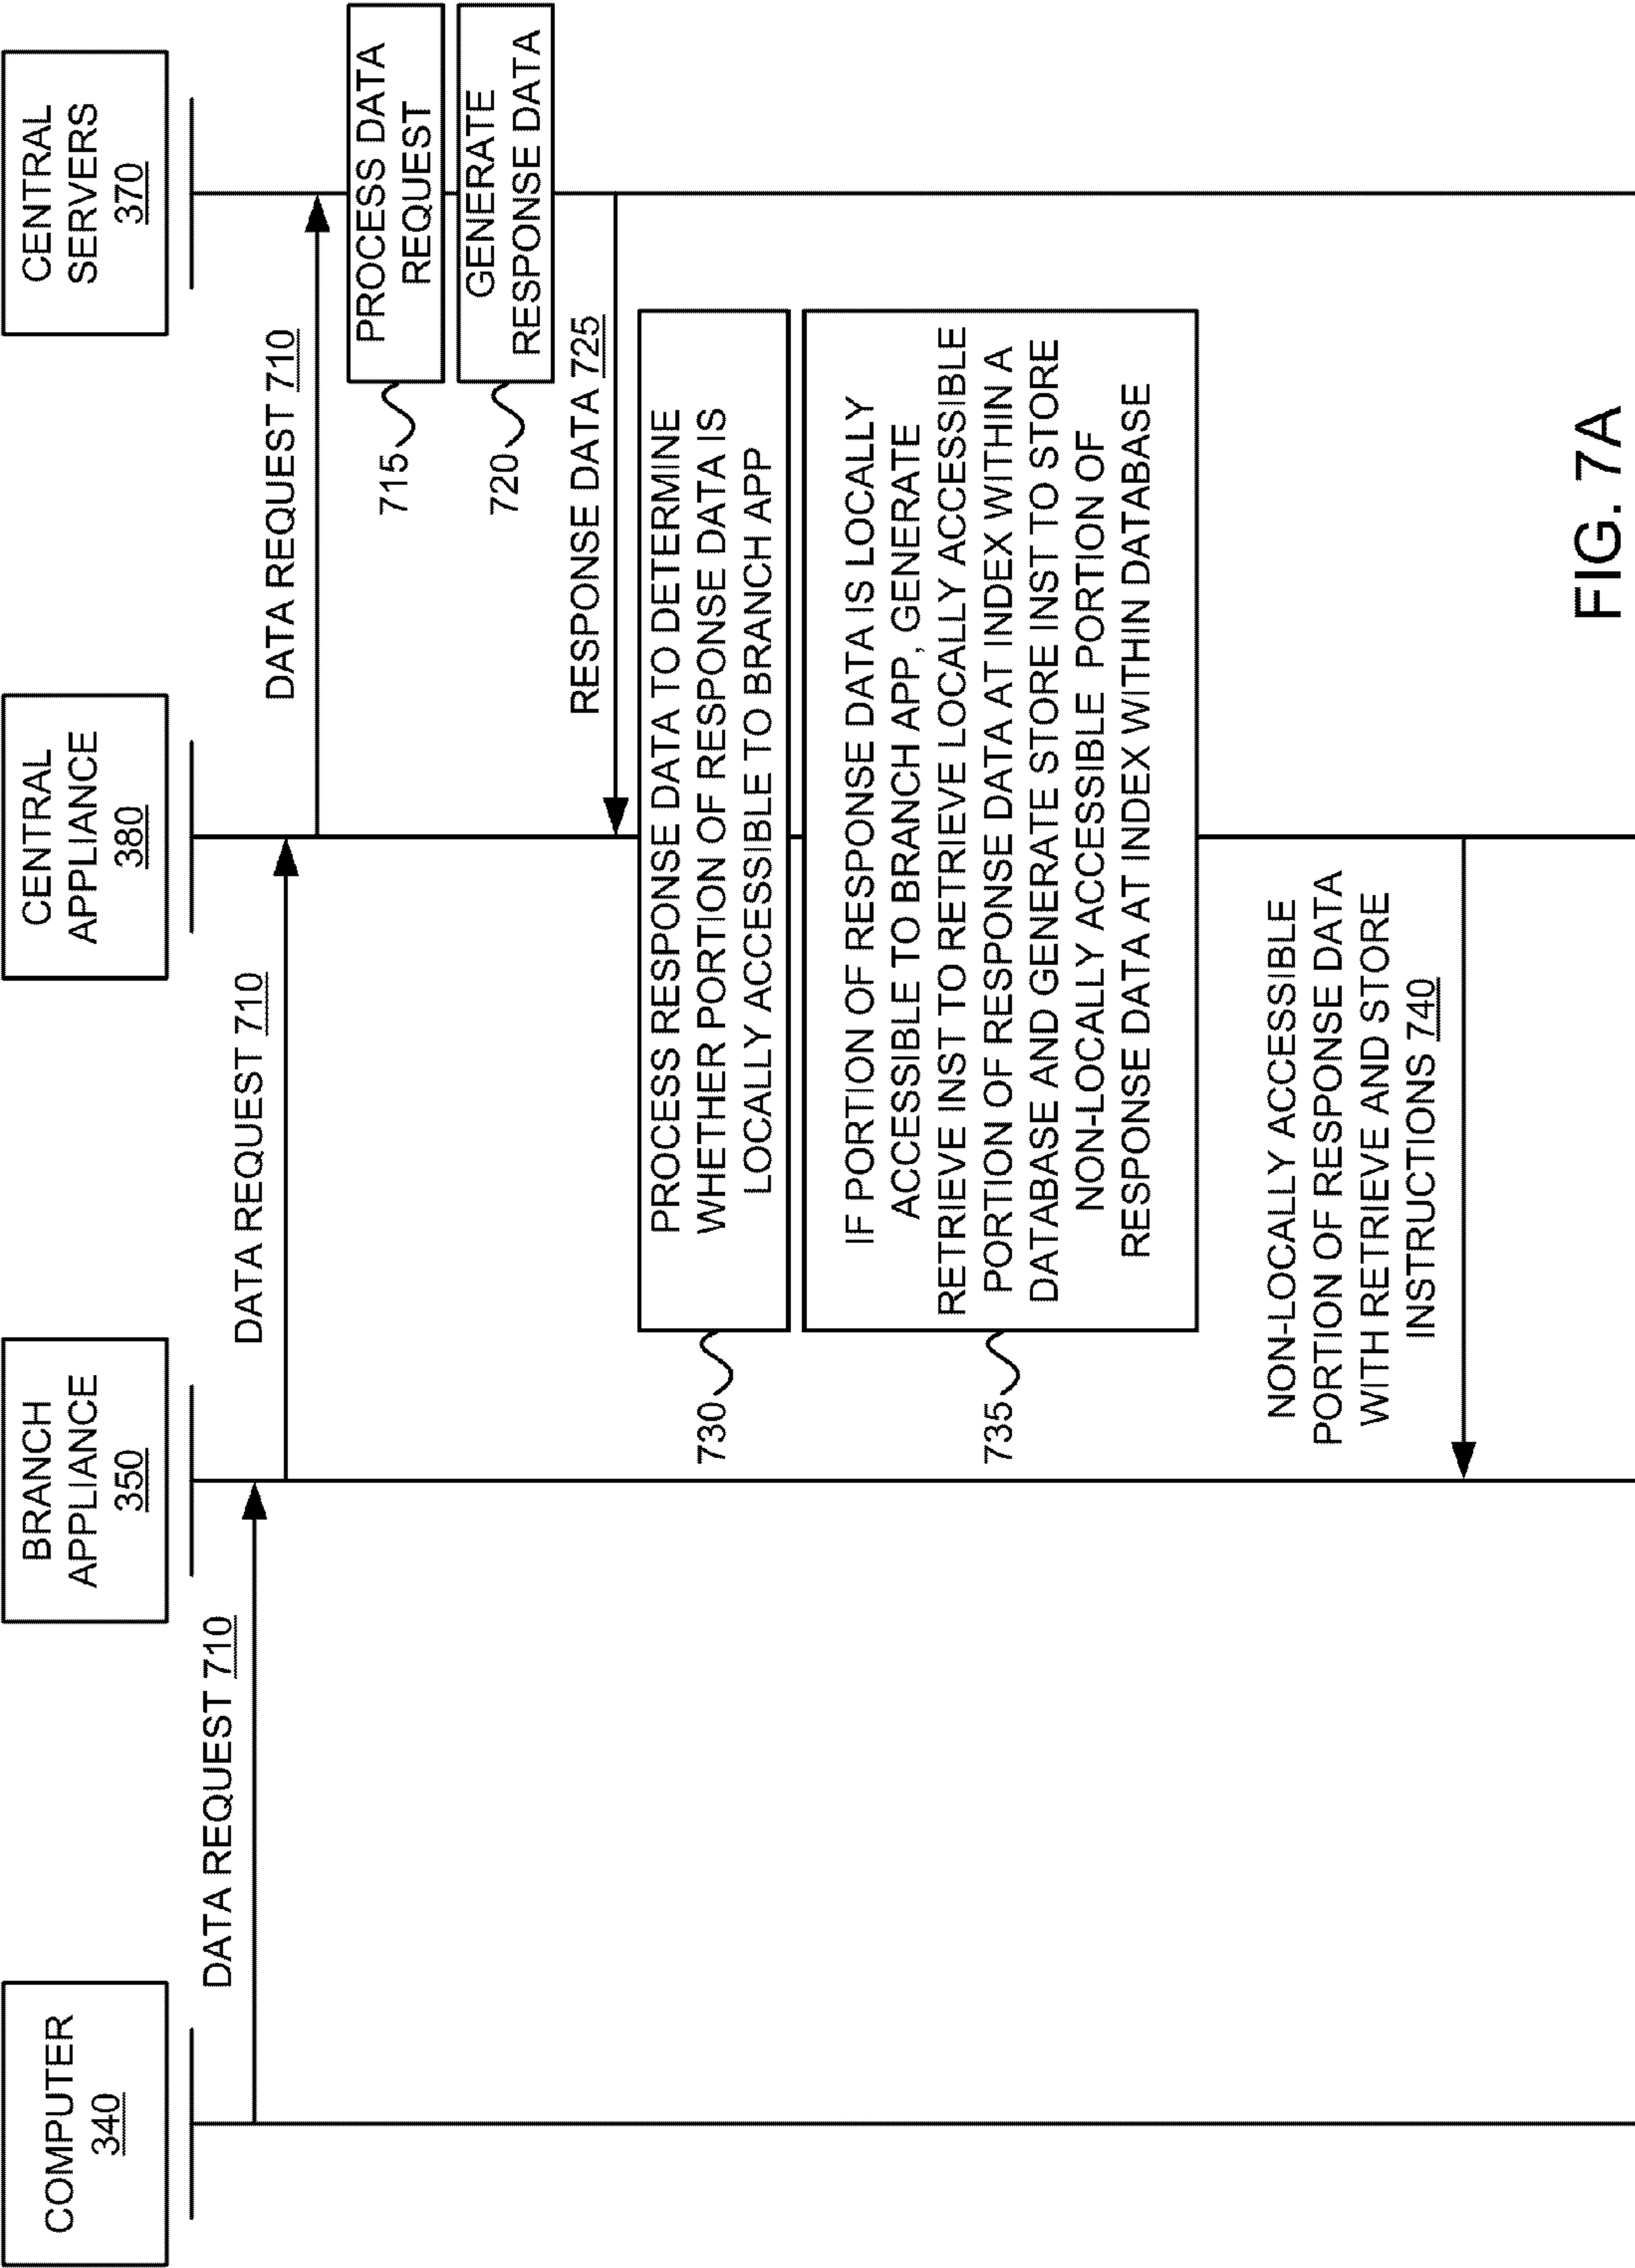 COMPUTER
340
BRANCH
APPLIANCE
350
CENTRAL
APPLIANCE
380
CENTRAL
SERVERS
370
DATA REQUEST 710
DATA REQUEST 710
DATA REQUEST 710
715
PROCESS DATA
REQUEST
720
GENERATE
RESPONSE DATA
RESPONSE DATA 725
730
PROCESS RESPONSE DATA TO DETERMINE
WHETHER PORTION OF RESPONSE DATA IS
LOCALLY ACCESSIBLE TO BRANCH APP
735
IF PORTION OF RESPONSE DATA IS LOCALLY
ACCESSIBLE TO BRANCH APP, GENERATE
RETRIEVE INST TO RETRIEVE LOCALLY ACCESSIBLE
PORTION OF RESPONSE DATA AT INDEX WITHIN A
DATABASE AND GENERATE STORE INST TO STORE
NON-LOCALLY ACCESSIBLE PORTION OF
RESPONSE DATA AT INDEX WITHIN DATABASE
NON-LOCALLY ACCESSIBLE
PORTION OF RESPONSE DATA
WITH RETRIEVE AND STORE
INSTRUCTIONS 740
FIG. 7A